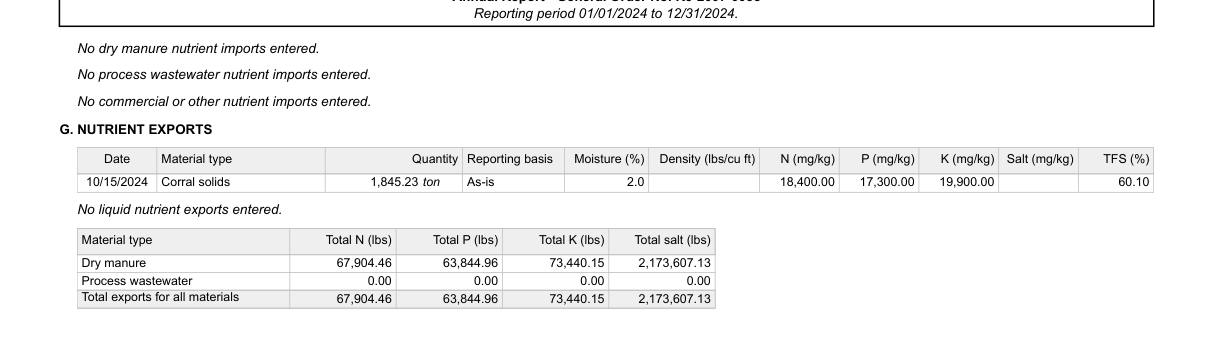 Reporting period 01/01/2024 to 12/31/2024.
No dry manure nutrient imports entered.
No process wastewater nutrient imports entered.
No commercial or other nutrient imports entered.
G. NUTRIENT EXPORTS
Date Material type Quantity Reporting basis Moisture (%) Density (lbs/cu ft) N (mg/kg) P (mg/kg) K (mg/kg) Salt (mg/kg) TFS (%)
10/15/2024 Corral solids 1,845.23 ton As-is 2.0 18,400.00 17,300.00 19,900.00 60.10
No liquid nutrient exports entered.
Material type Total N (lbs) Total P (lbs) Total K (lbs) Total salt (lbs)
Dry manure 67,904.46 63,844.96 73,440.15 2,173,607.13
Process wastewater 0.00 0.00 0.00 0.00
Total exports for all materials 67,904.46 63,844.96 73,440.15 2,173,607.13